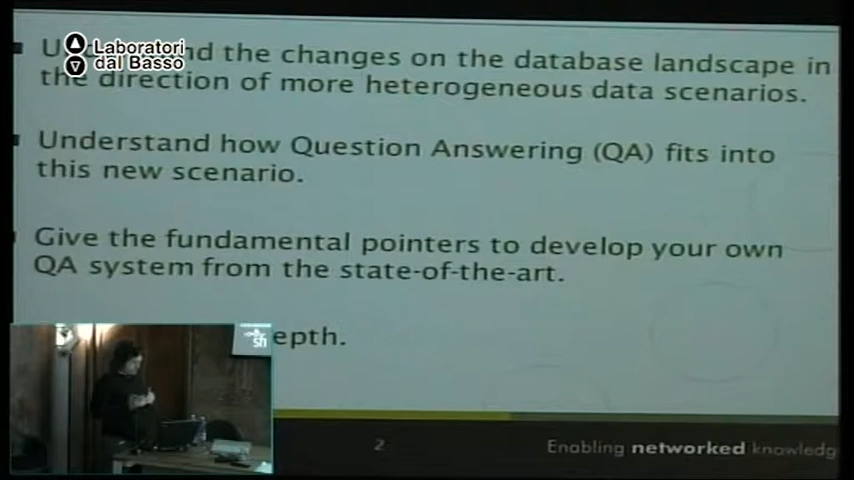 Laboratori
dal Basso
the changes on the database landscape in
the direction of more heterogeneous data scenarios.
Understand how Question Answering (QA) fits into
this new scenario.
Give the fundamental pointers to develop your own
QA system from the state-of-the-art.
epth.
2
Enabling networked knowledg